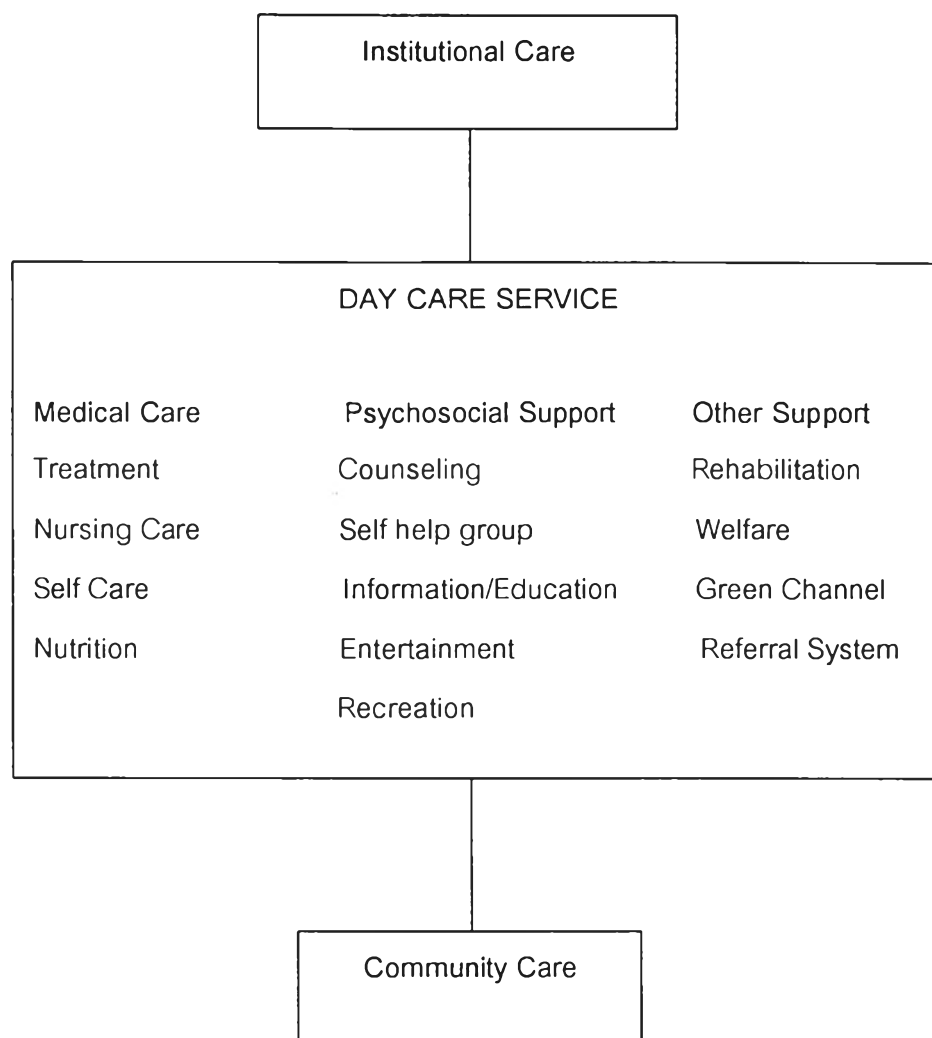 Institutional Care
DAY CARE SERVICE
Medical Care Psychosocial Support Other Support
Treatment Counseling Rehabilitation
Nursing Care Self help group Welfare
Self Care Information/Education Green Channel
Nutrition Entertainment Referral System
Recreation
Community Care